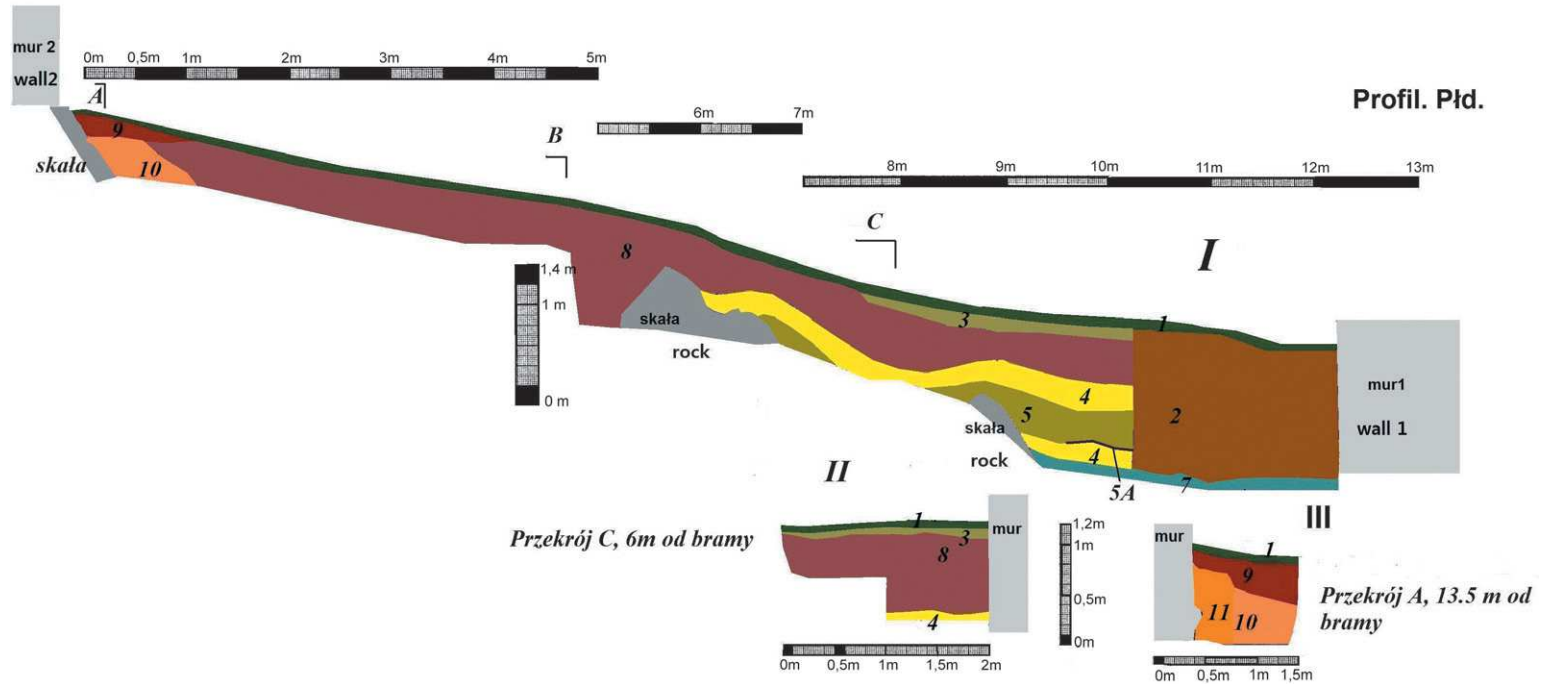 mur 2
wall2
0m 0,5m 1m 2m 3m 4m 5m
A
Profil. Płd.
6m 7m
B
9
skała
10
8m 9m 10m 11m 12m 13m
C
I
8
1,4 m
1 m
0 m
skała
rock
3
1
mur1
wall 1
4
2
5
skała
rock
4
5A
7
II
III
Przekrój C, 6m od bramy
1
3
8
4
mur
0m 0,5m 1m 1,5m 2m
1,2m
1m
0,5m
0m
mur
1
9
11
10
Przekrój A, 13.5 m od
bramy
0m 0,5m 1m 1,5m